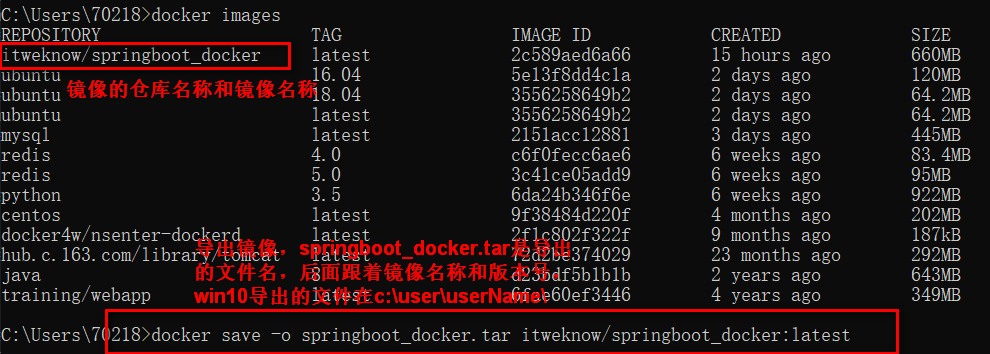 C:\Users\70218>docker images
REPOSITORY TAG IMAGE ID CREATED SIZE
itweknow/springboot_docker latest 2c589aed6a66 15 hours ago 660MB
ubuntu 16.04 5e13f8dd4c1a 2 days ago 120MB
镜像的仓库名称和镜像名称
ubuntu 18.04 3556258649b2 2 days ago 64.2MB
ubuntu latest 3556258649b2 2 days ago 64.2MB
mysql latest 2151acc12881 3 days ago 445MB
redis 4.0 c6f0fecc6ae6 6 weeks ago 83.4MB
redis 5.0 3c41ce05add9 6 weeks ago 95MB
python 3.5 6da24b346f6e 6 weeks ago 922MB
centos latest 9f38484d220f 4 months ago 202MB
docker4w/nsenter-dockerd latest 2f1c802f322f 9 months ago 187kB
导出镜像，springboot_docker.tar是导出
hub.c.163.com/library/tomcat latest 72d2be374029 23 months ago 292MB
的文件名，后面跟着镜像名称和版本号，
java 8 d23bdf5b1b1b 2 years ago 643MB
win10导出的文件在c:\user\userName\
training/webapp latest 6fae60ef3446 4 years ago 349MB
C:\Users\70218>docker save -o springboot_docker.tar itweknow/springboot_docker:latest